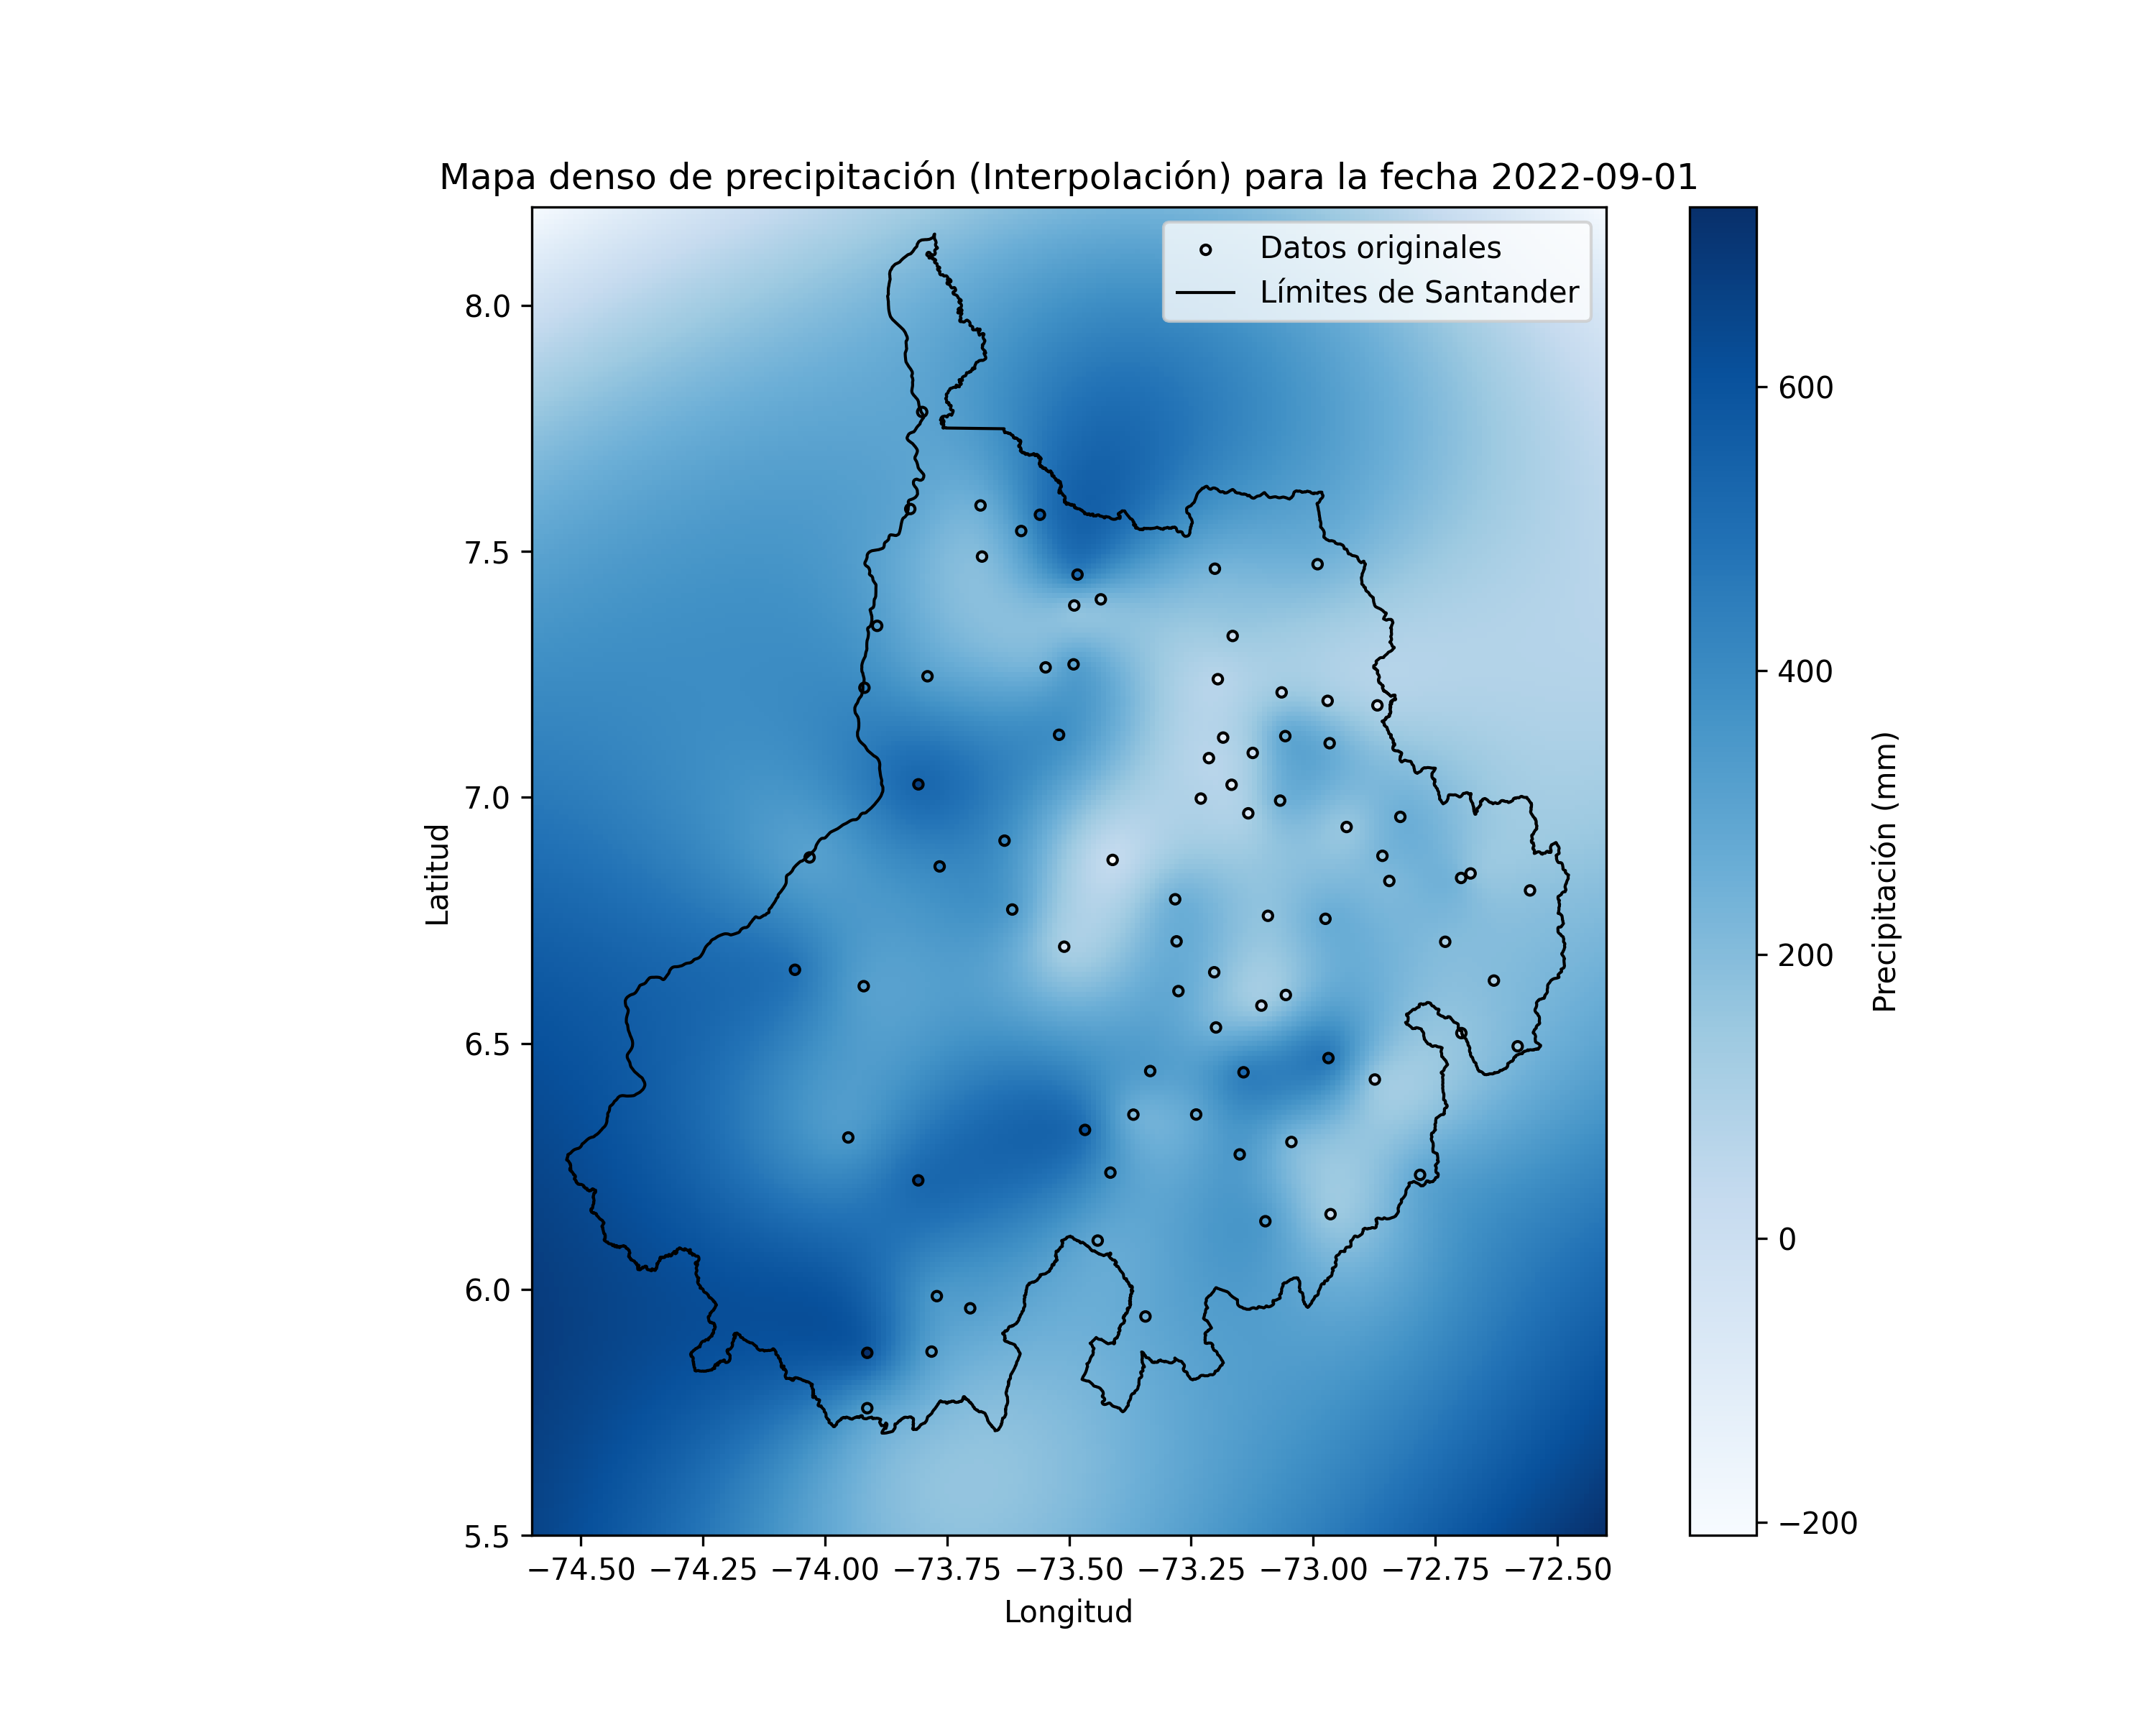 Mapa denso de precipitación (Interpolación) para la fecha 2022-09-01
Datos originales
Límites de Santander
8.0
7.5
7.0
6.5
6.0
5.5
Latitud
−74.50 −74.25 −74.00 −73.75 −73.50 −73.25 −73.00 −72.75 −72.50
Longitud
600
400
200
0
−200
Precipitación (mm)